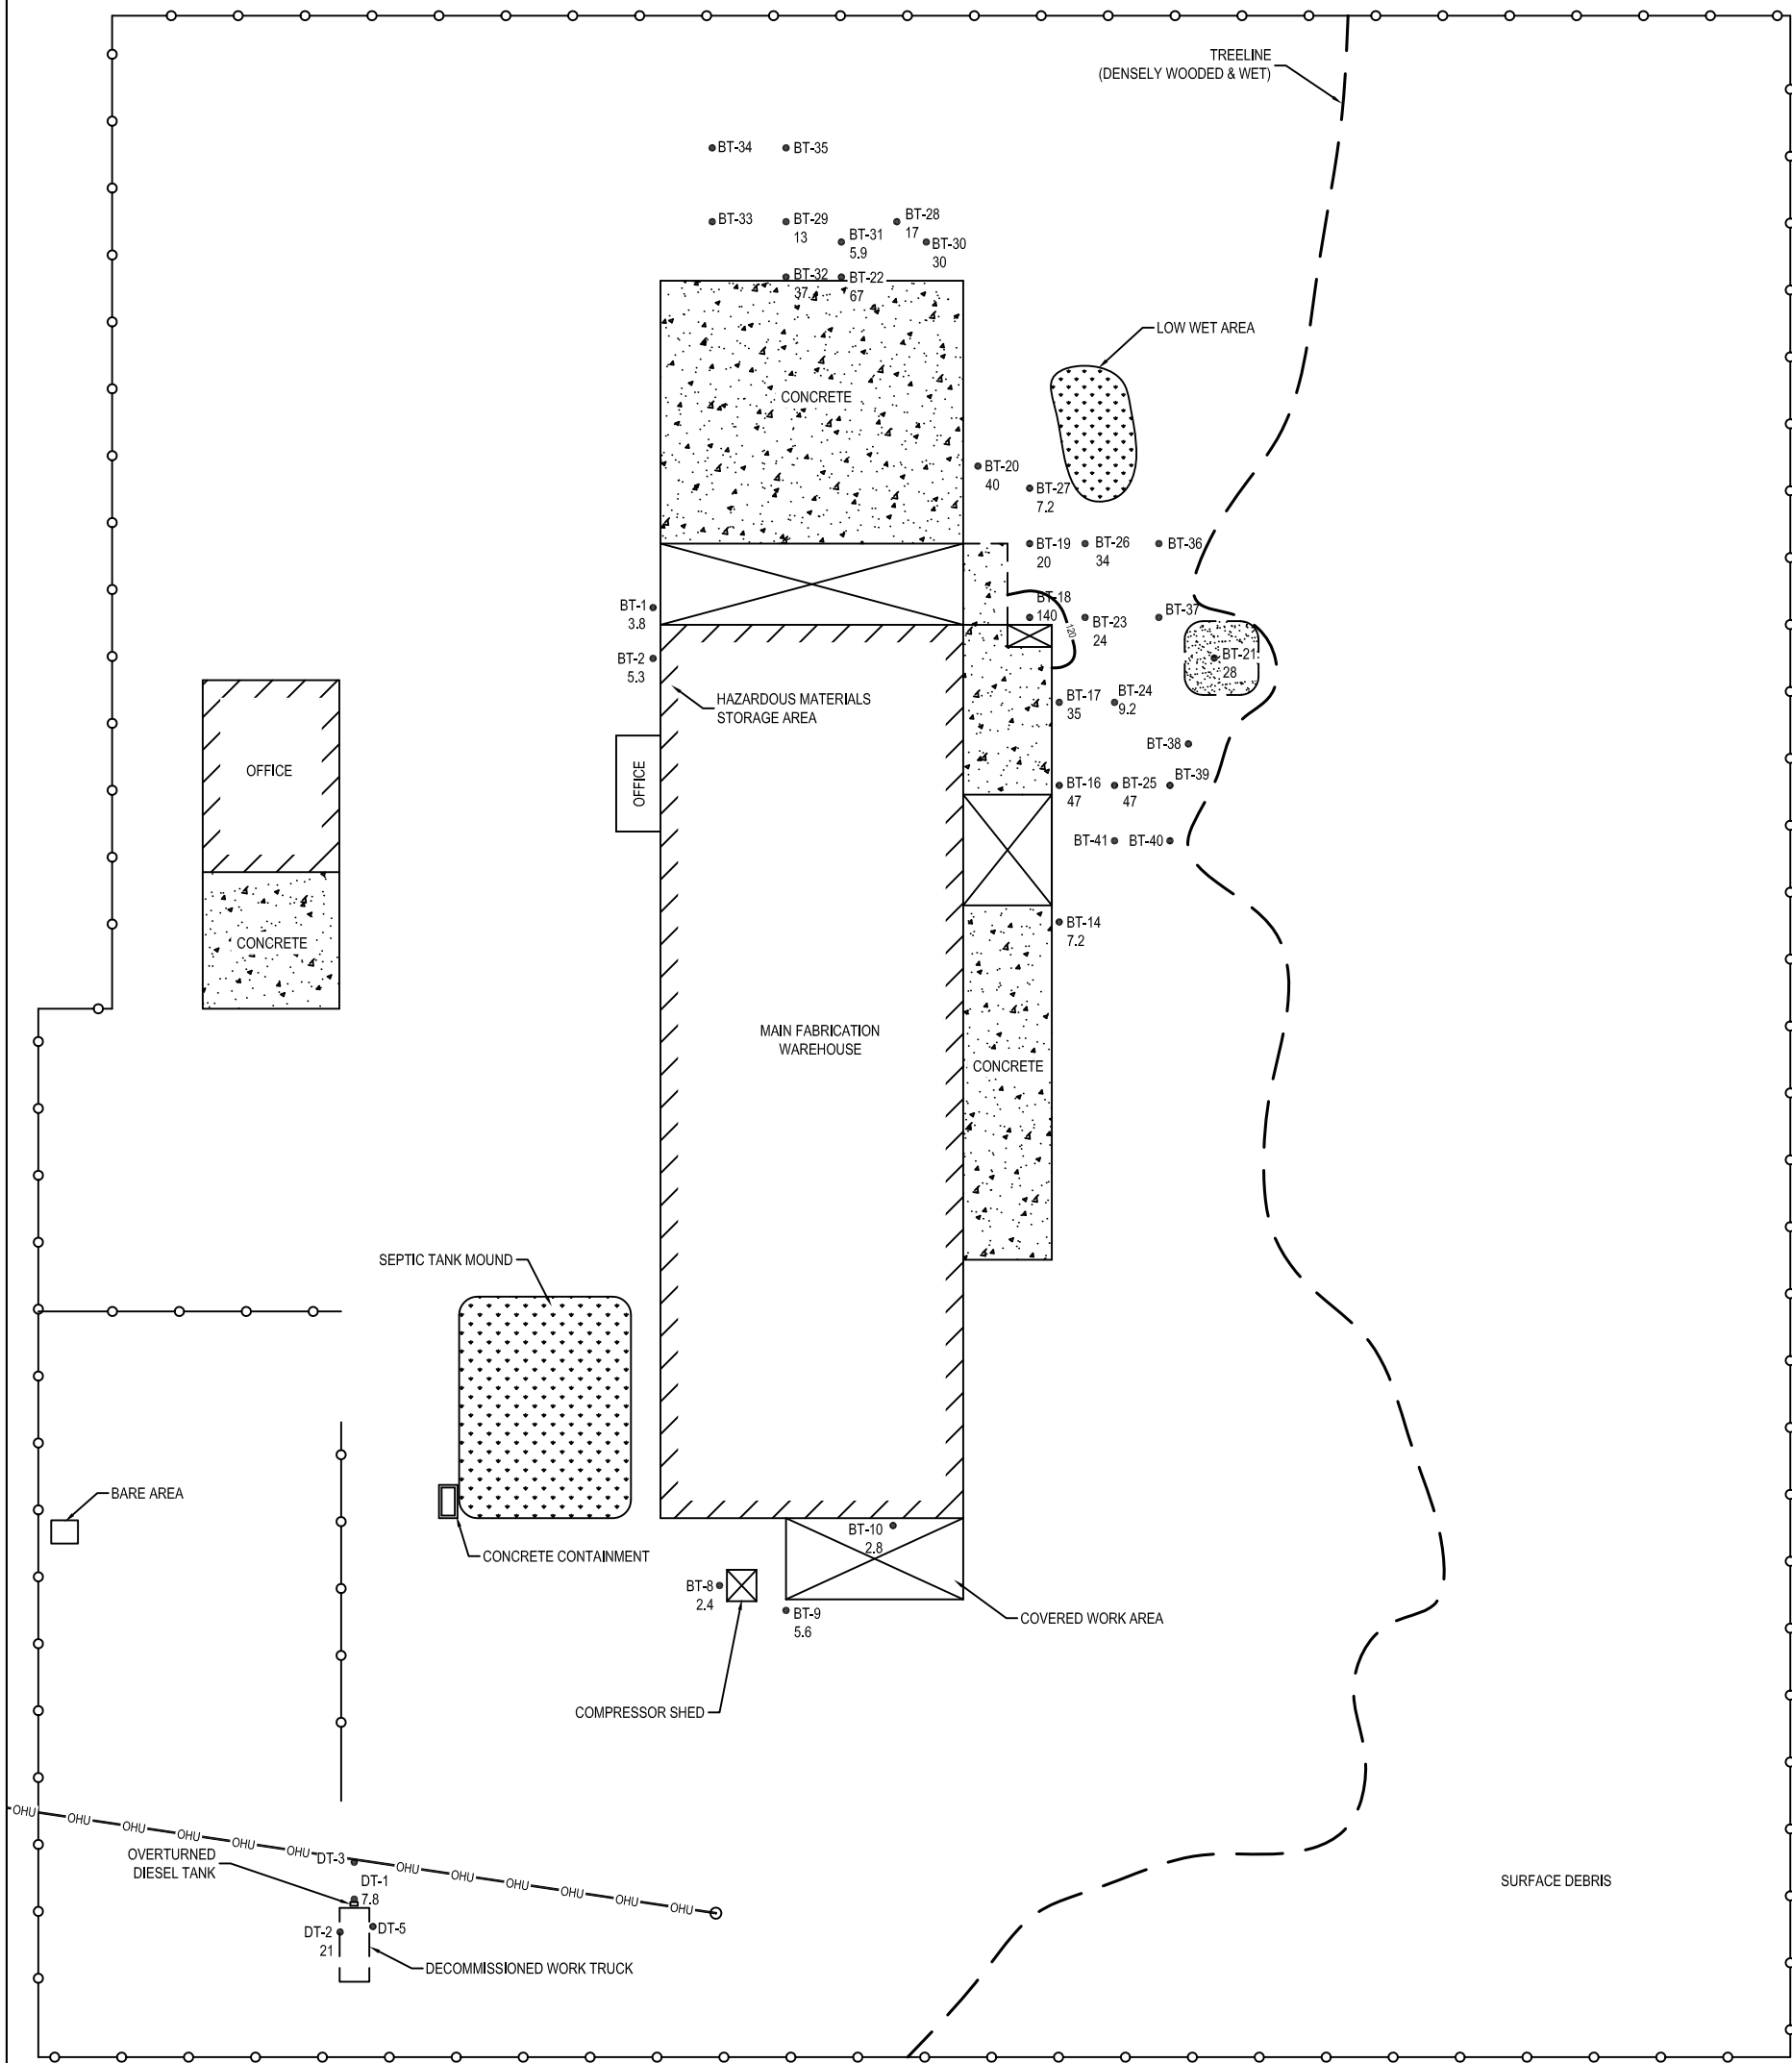 TREELINE
(DENSELY WOODED & WET)
BT-34
BT-35
BT-33
BT-29
13
BT-28
17
BT-31
5.9
BT-30
30
BT-32
37
BT-22
67
LOW WET AREA
CONCRETE
BT-20
40
BT-27
7.2
BT-19
20
BT-26
34
BT-36
BT-1
3.8
BT-18
140
120
BT-23
24
BT-37
BT-2
5.3
BT-21
28
HAZARDOUS MATERIALS
STORAGE AREA
BT-17
35
BT-24
9.2
BT-38
OFFICE
OFFICE
BT-16
47
BT-25
47
BT-39
BT-41
BT-40
BT-14
7.2
CONCRETE
MAIN FABRICATION
WAREHOUSE
CONCRETE
SEPTIC TANK MOUND
BARE AREA
CONCRETE CONTAINMENT
BT-10
2.8
BT-8
2.4
BT-9
5.6
COVERED WORK AREA
COMPRESSOR SHED
OHU OHU OHU OHU OHU OHU OHU OHU OHU OHU OHU OHU
OVERTURNED
DIESEL TANK
DT-3
DT-1
7.8
DT-2
21
DT-5
DECOMMISSIONED WORK TRUCK
SURFACE DEBRIS